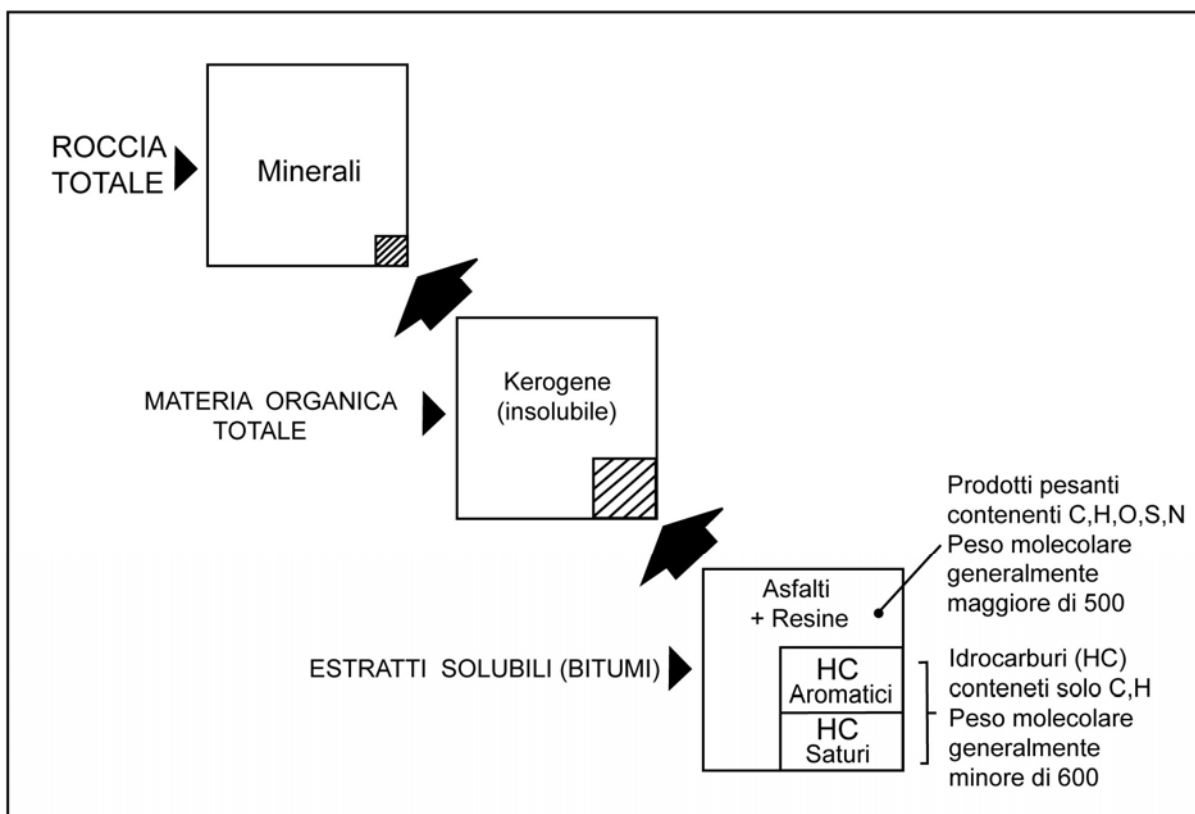 ROCCIA
TOTALE
Minerali
MATERIA ORGANICA
TOTALE
Kerogene
(insolubile)
ESTRATTI SOLUBILI (BITUMI)
Asfalti
+ Resine
HC
Aromatici
HC
Saturi
Prodotti pesanti
contenenti C,H,O,S,N
Peso molecolare
generalmente
maggiore di 500
Idrocarburi (HC)
conteneti solo C,H
Peso molecolare
generalmente
minore di 600